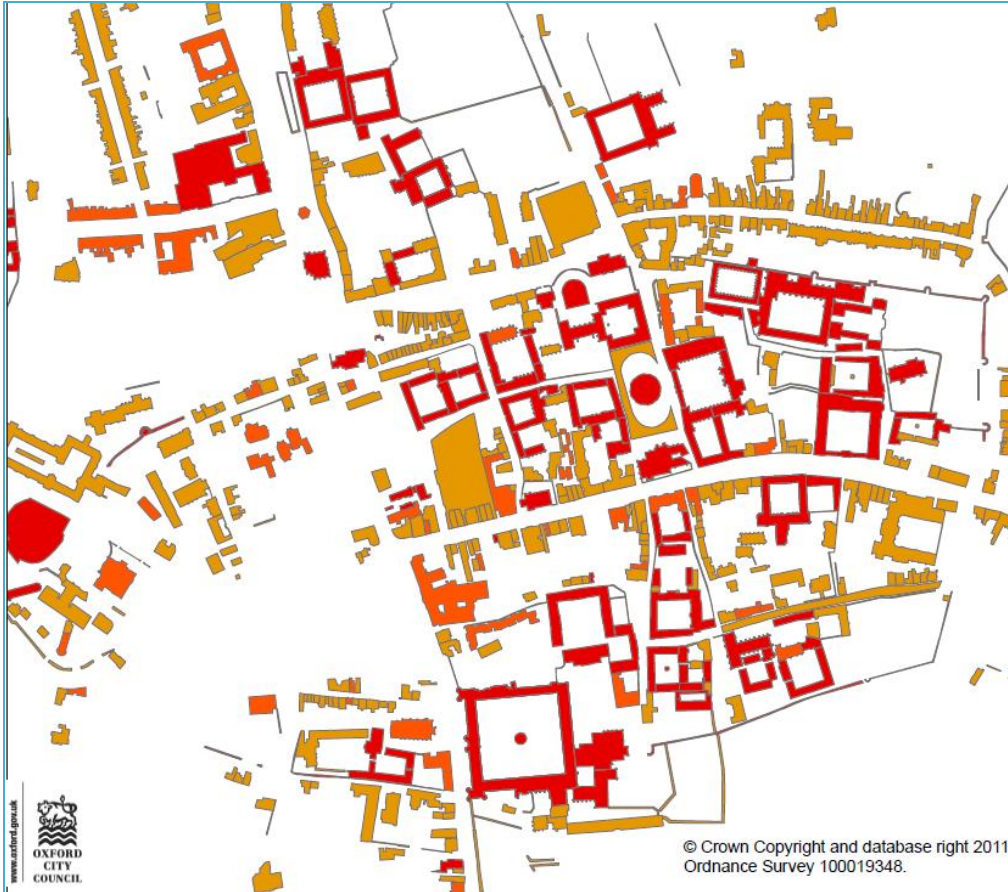 www.oxford.gov.uk
OXFORD
CITY
COUNCIL
© Crown Copyright and database right 2011.
Ordnance Survey 100019348.